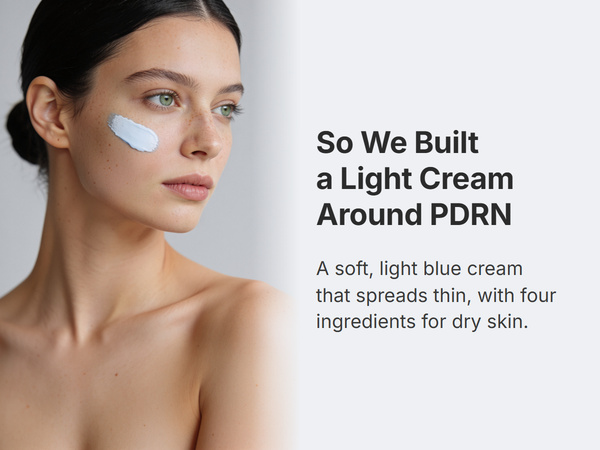 So We Built
a Light Cream
Around PDRN
A soft, light blue cream
that spreads thin, with four
ingredients for dry skin.